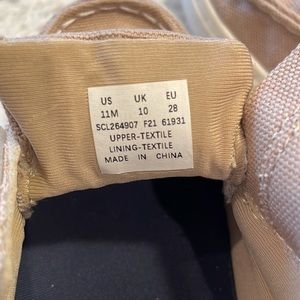 US UK EU
11M 10 28
SCL264907 F21 61931
UPPER-TEXTILE
LINING-TEXTILE
MADE IN CHINA